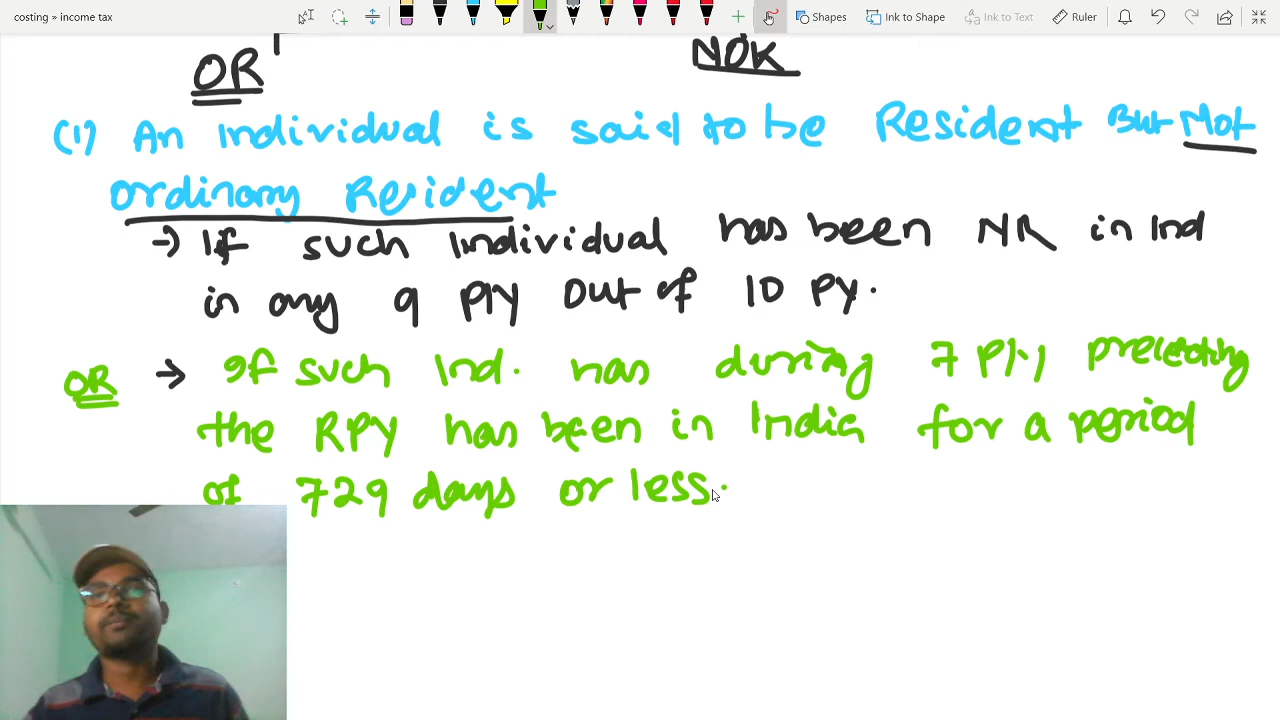 costing » income tax
Shapes
Ink to Shape
Ink to Text
Ruler
OR
NOR
(1) An Individual is said to be Resident But Not
ordinary Resident
→ If such Individual has been NR in Ind
in any 9 P/Y Out of 10 PY.
OR → If such Ind. has during 7 P/Y preceding
the RPY has been in India for a period
of 729 days or less.